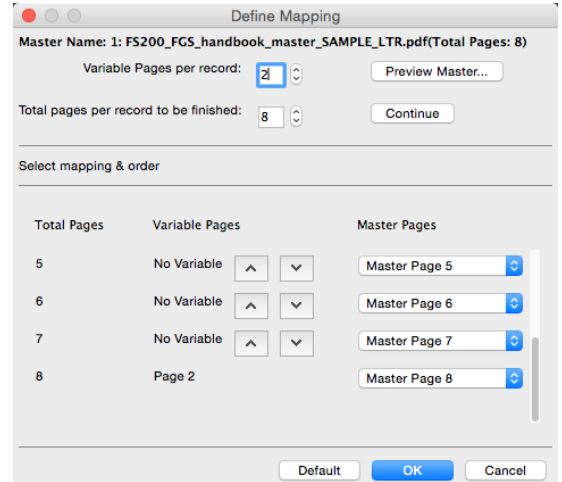 Define Mapping
Master Name: 1: FS200_FGS_handbook_master_SAMPLE_LTR.pdf(Total Pages: 8)
Variable Pages per record: 2 Preview Master...
Total pages per record to be finished: 8 Continue
Select mapping & order
Total Pages Variable Pages Master Pages
5 No Variable Master Page 5
6 No Variable Master Page 6
7 No Variable Master Page 7
8 Page 2 Master Page 8
Default OK Cancel